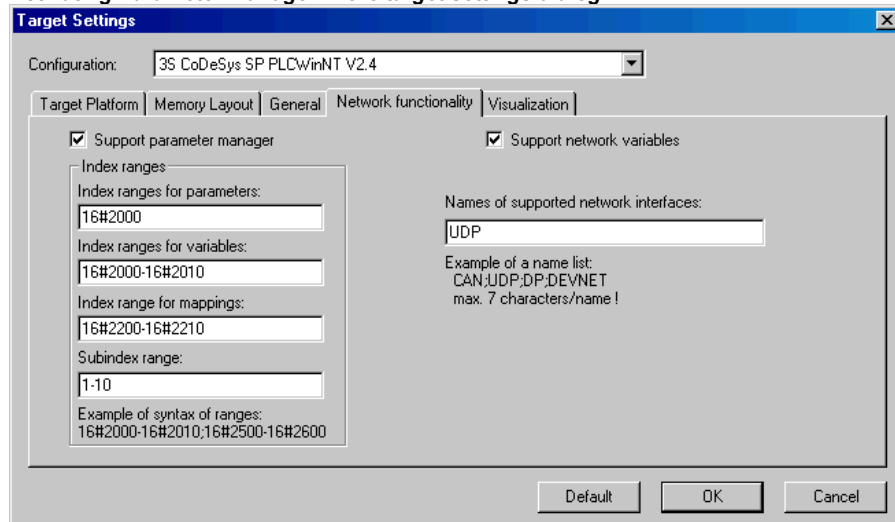 Target Settings
Configuration:
3S CoDeSys SP PLCWinNT V2.4
Target Platform
Memory Layout
General
Network functionality
Visualization
Support parameter manager
Index ranges
Index ranges for parameters:
16#2000
Index ranges for variables:
16#2000-16#2010
Index range for mappings:
16#2200-16#2210
Subindex range:
1-10
Example of syntax of ranges:
16#2000-16#2010;16#2500-16#2600
Support network variables
Names of supported network interfaces:
UDP
Example of a name list:
CAN;UDP;DP;DEVNET
max. 7 characters/name !
Default
OK
Cancel